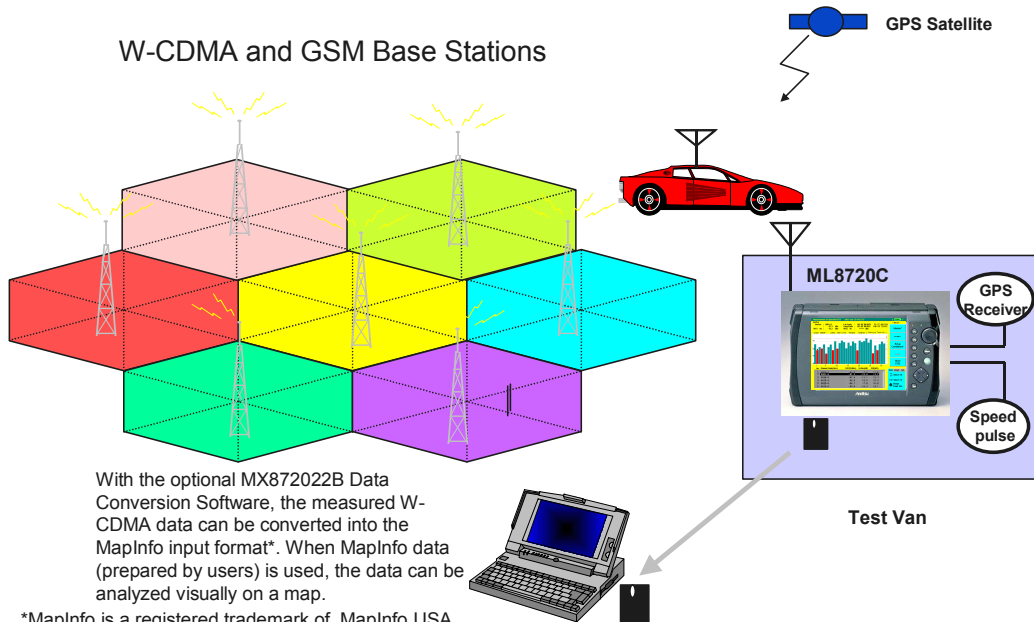 W-CDMA and GSM Base Stations
GPS Satellite
ML8720C
GPS
Receiver
Speed
pulse
Test Van
With the optional MX872022B Data
Conversion Software, the measured W-
CDMA data can be converted into the
MapInfo input format*. When MapInfo data
(prepared by users) is used, the data can be
analyzed visually on a map.
*MapInfo is a registered trademark of  MapInfo USA